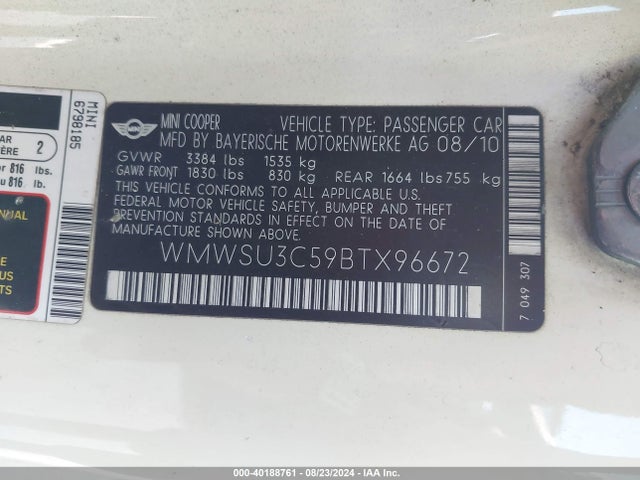 MINI COOPER VEHICLE TYPE: PASSENGER CAR
MFD BY BAYERISCHE MOTORENWERKE AG 08/10
GVWR 3384 lbs 1535 kg
GAWR FRONT 1830 lbs 830 kg REAR 1664 lbs 755 kg
THIS VEHICLE CONFORMS TO ALL APPLICABLE U.S.
FEDERAL MOTOR VEHICLE SAFETY, BUMPER AND THEFT
PREVENTION STANDARDS IN EFFECT ON THE DATE OF
MANUFACTURE SHOWN ABOVE.
WMWSU3C59BTX96672
7 049 307
MINI
6798185
2
816 lbs.
816 lb.
000-40188761 - 08/23/2024 - IAA Inc.